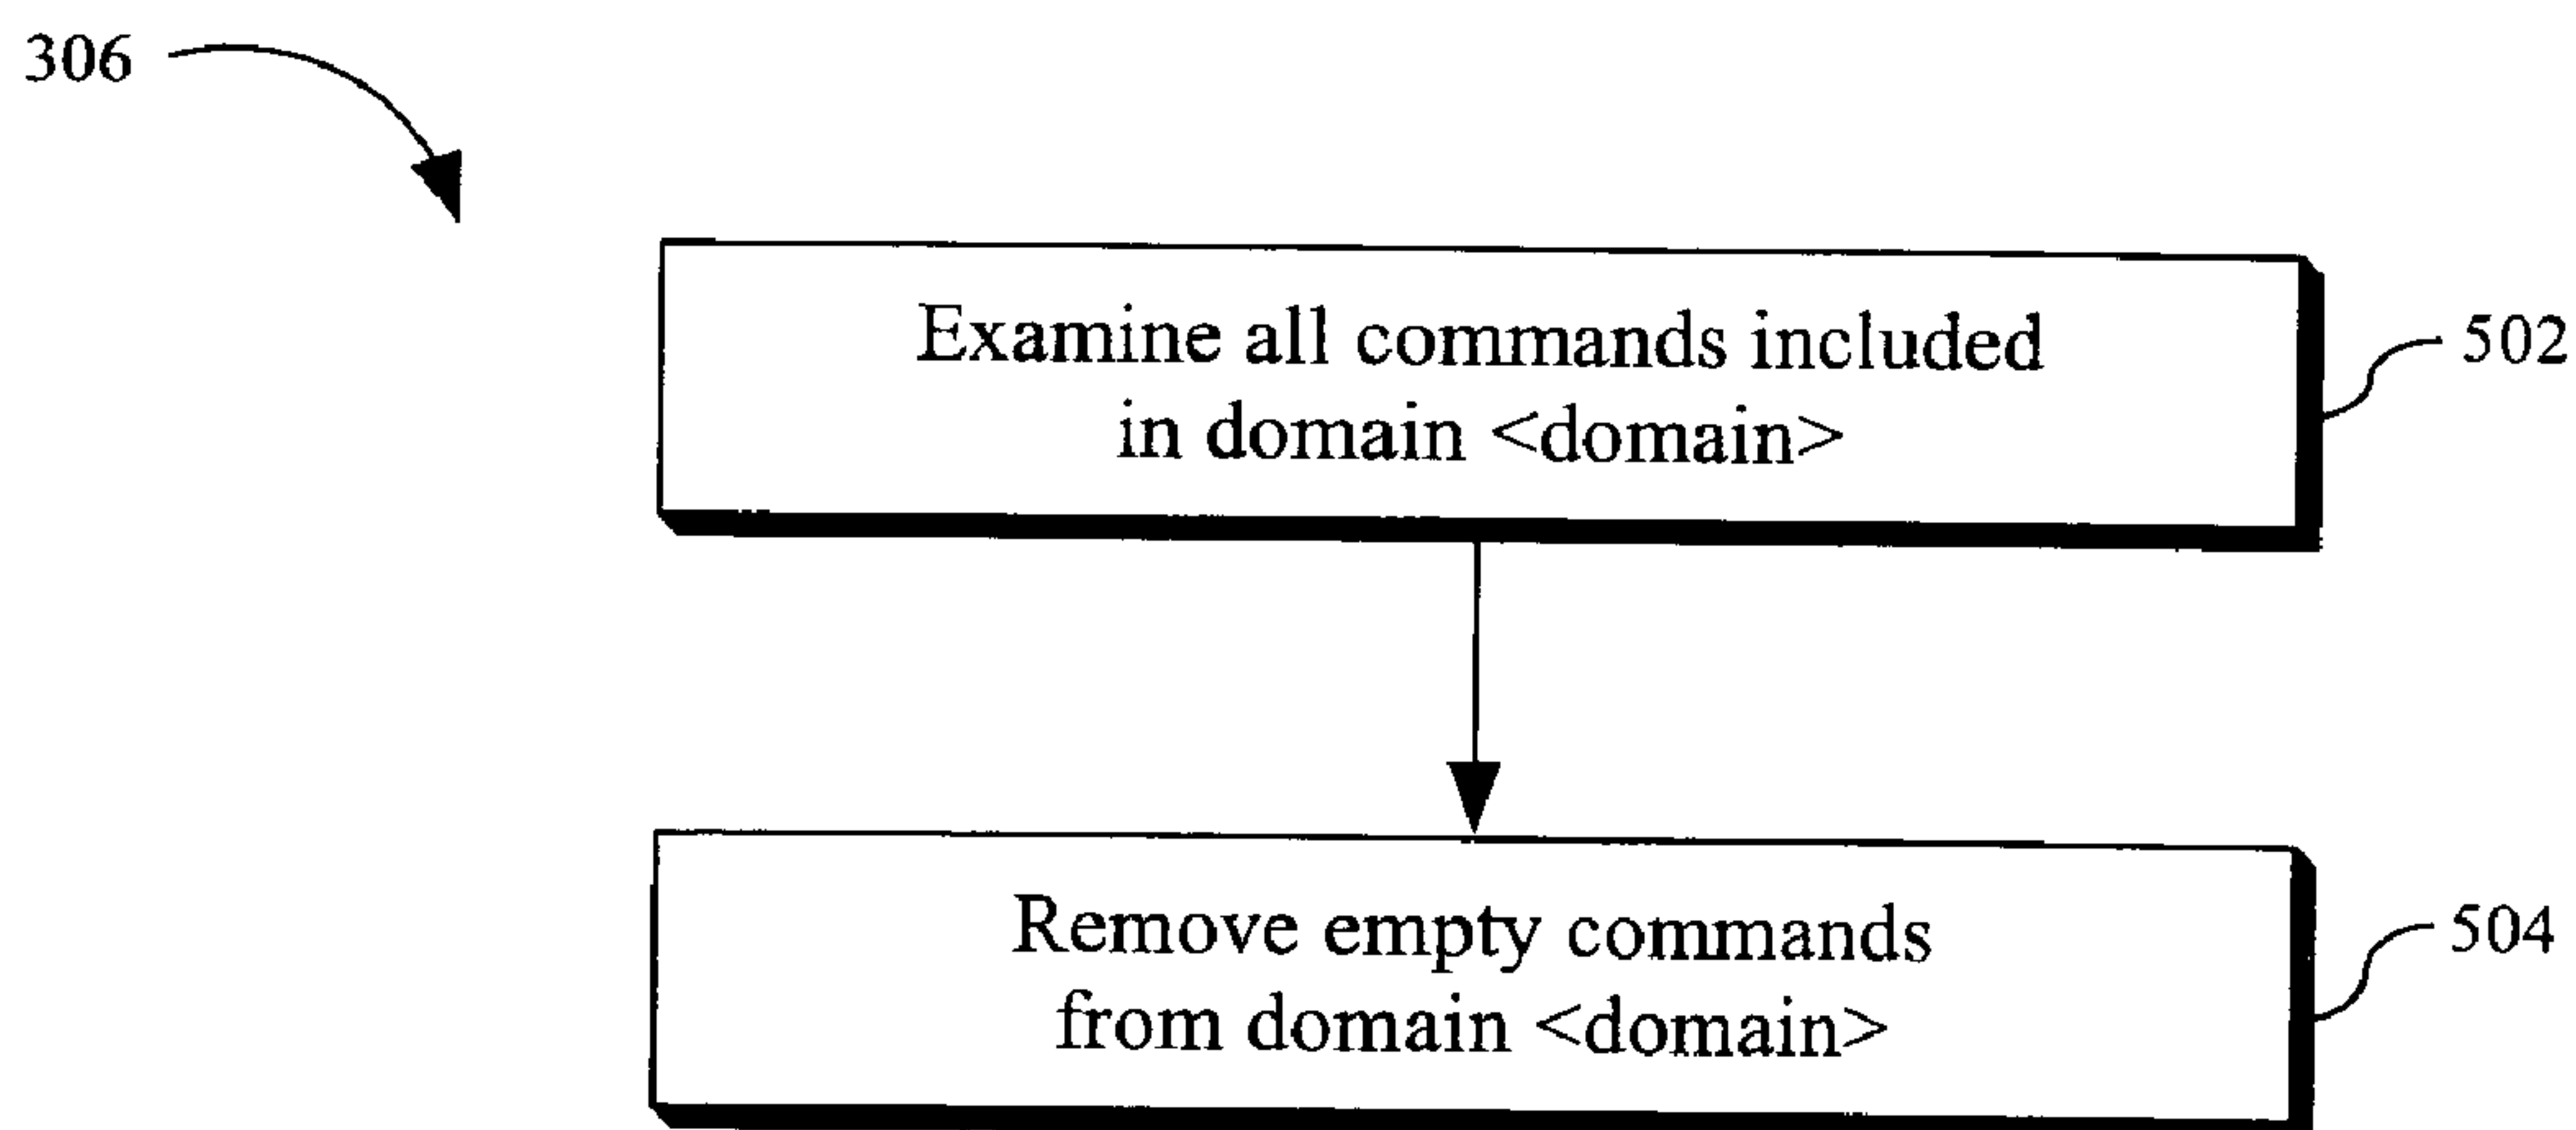 306
Examine all commands included
in domain <domain>
502
Remove empty commands
from domain <domain>
504